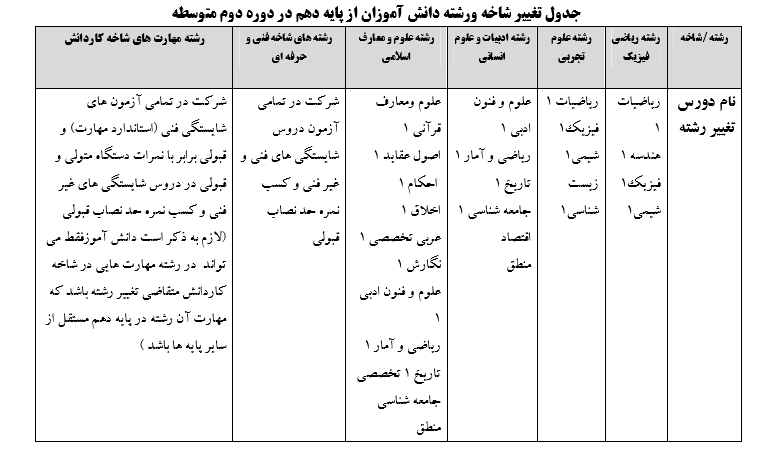 جدول تغییر شاخه ورشته دانش آموزان از پایه دهم در دوره دوم متوسطه
رشته /شاخه
رشته ریاضی
فیزیک
رشته علوم
تجربی
رشته ادبیات و علوم
انسانی
رشته علوم و معارف
اسلامی
رشته های شاخه فنی و
حرفه ای
رشته مهارت های شاخه کاردانش
نام دورس
تغییر رشته
ریاضیات
۱
هندسه ۱
فیزیک۱
شیمی۱
ریاضیات ۱
فیزیک۱
شیمی۱
زیست
شناسی۱
علوم و فنون
ادبی ۱
ریاضی و آمار ۱
تاریخ ۱
جامعه شناسی ۱
اقتصاد
منطق
علوم ومعارف
قرآنی ۱
اصول عقاید ۱
احکام ۱
اخلاق ۱
عربی تخصصی ۱
نگارش ۱
علوم و فنون ادبی
۱
ریاضی و آمار ۱
تاریخ ۱ تخصصی
جامعه شناسی
منطق
شرکت در تمامی
آزمون دروس
شایستگی های فنی و
غیر فنی و کسب
نمره حد نصاب
قبولی
شرکت در تمامی آزمون های
شایستگی فنی (استاندارد مهارت) و
قبولی برابر با نمرات دستگاه متولی و
قبولی در دروس شایستگی های غیر
فنی و کسب نمره حد نصاب قبولی
(لازم به ذکر است دانش آموزفقط می
تواند در رشته مهارت هایی در شاخه
کاردانش متقاضی تغییر رشته باشد که
مهارت آن رشته در پایه دهم مستقل از
سایر پایه ها باشد )